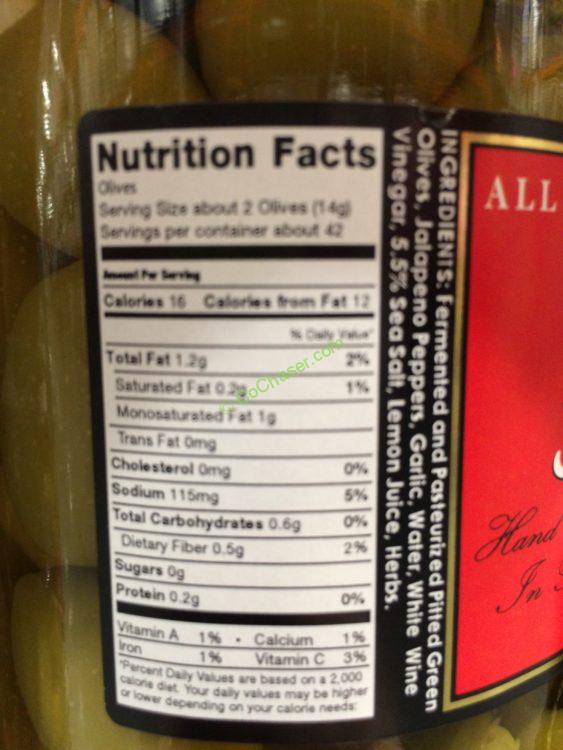 Nutrition Facts
Olives
Serving Size about 2 Olives (14g)
Servings per container about 42
Amount Per Serving
Calories 16 Calories from Fat 12
% Daily Value*
Total Fat 1.2g 2%
Saturated Fat 0.2g 1%
Monosaturated Fat 1g
Trans Fat 0mg
Cholesterol 0mg 0%
Sodium 115mg 5%
Total Carbohydrates 0.6g 0%
Dietary Fiber 0.5g 2%
Sugars 0g
Protein 0.2g 0%
Vitamin A 1% • Calcium 1%
Iron 1% Vitamin C 3%
*Percent Daily Values are based on a 2,000
calorie diet. Your daily values may be higher
or lower depending on your calorie needs:
INGREDIENTS: Fermented and Pasteurized Pitted Green
Olives, Jalapeno Peppers, Garlic, Water, White Wine
Vinegar, 5.5% Sea Salt, Lemon Juice, Herbs.
ALL
Hand
In